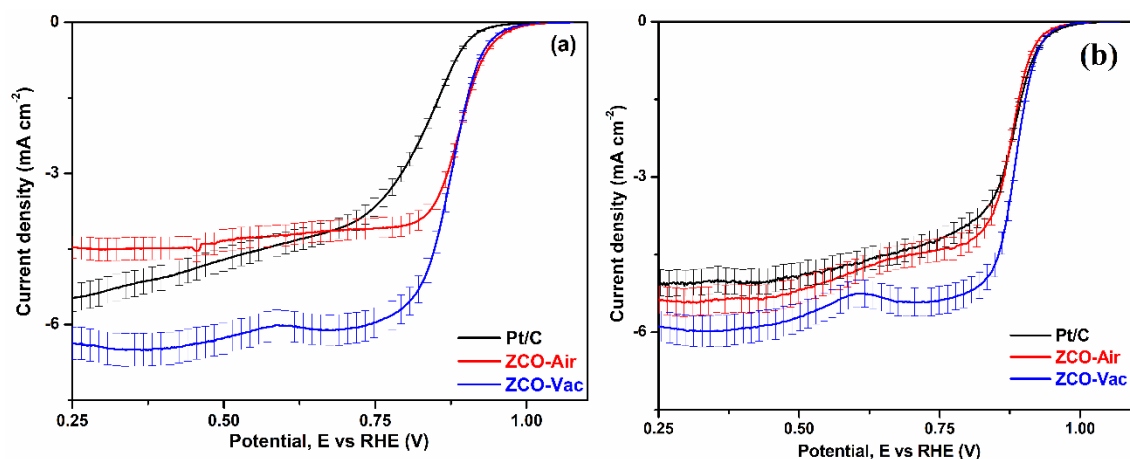 0
(a)
-3
-6
Current density (mA cm-2)
Pt/C
ZCO-Air
ZCO-Vac
0.25
0.50
0.75
1.00
Potential, E vs RHE (V)
0
(b)
-3
-6
Current density (mA cm-2)
Pt/C
ZCO-Air
ZCO-Vac
0.25
0.50
0.75
1.00
Potential, E vs RHE (V)